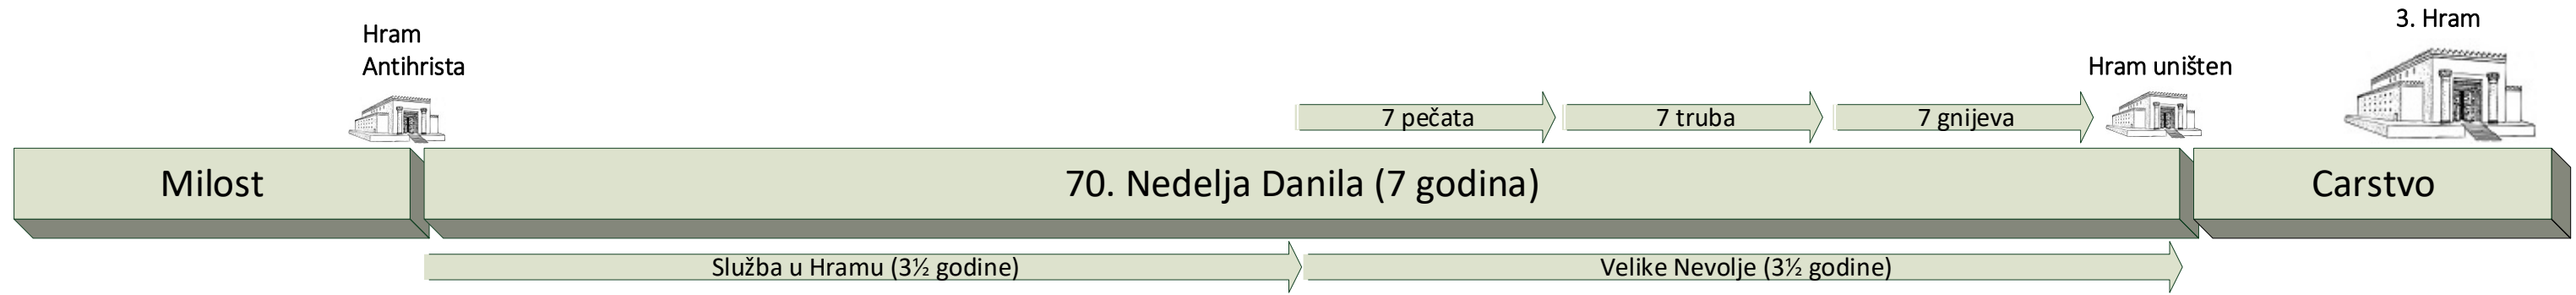 Hram
Antihrista
3. Hram
Hram uništen
7 pečata
7 truba
7 gnijeva
Milost
70. Nedelja Danila (7 godina)
Carstvo
Služba u Hramu (3½ godine)
Velike Nevolje (3½ godine)